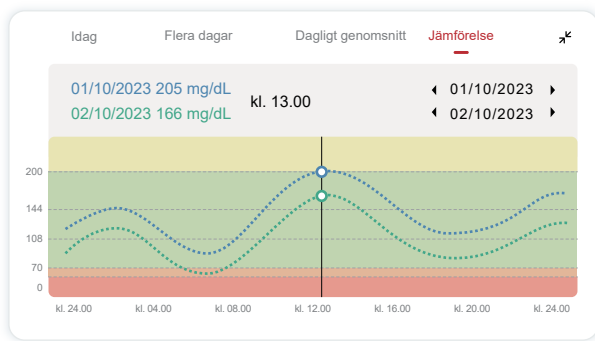 Idag Flera dagar Dagligt genomsnitt Jämförelse
01/10/2023 205 mg/dL
02/10/2023 166 mg/dL
kl. 13.00
01/10/2023
02/10/2023
200
144
108
70
0
kl. 24.00 kl. 04.00 kl. 08.00 kl. 12.00 kl. 16.00 kl. 20.00 kl. 24.00